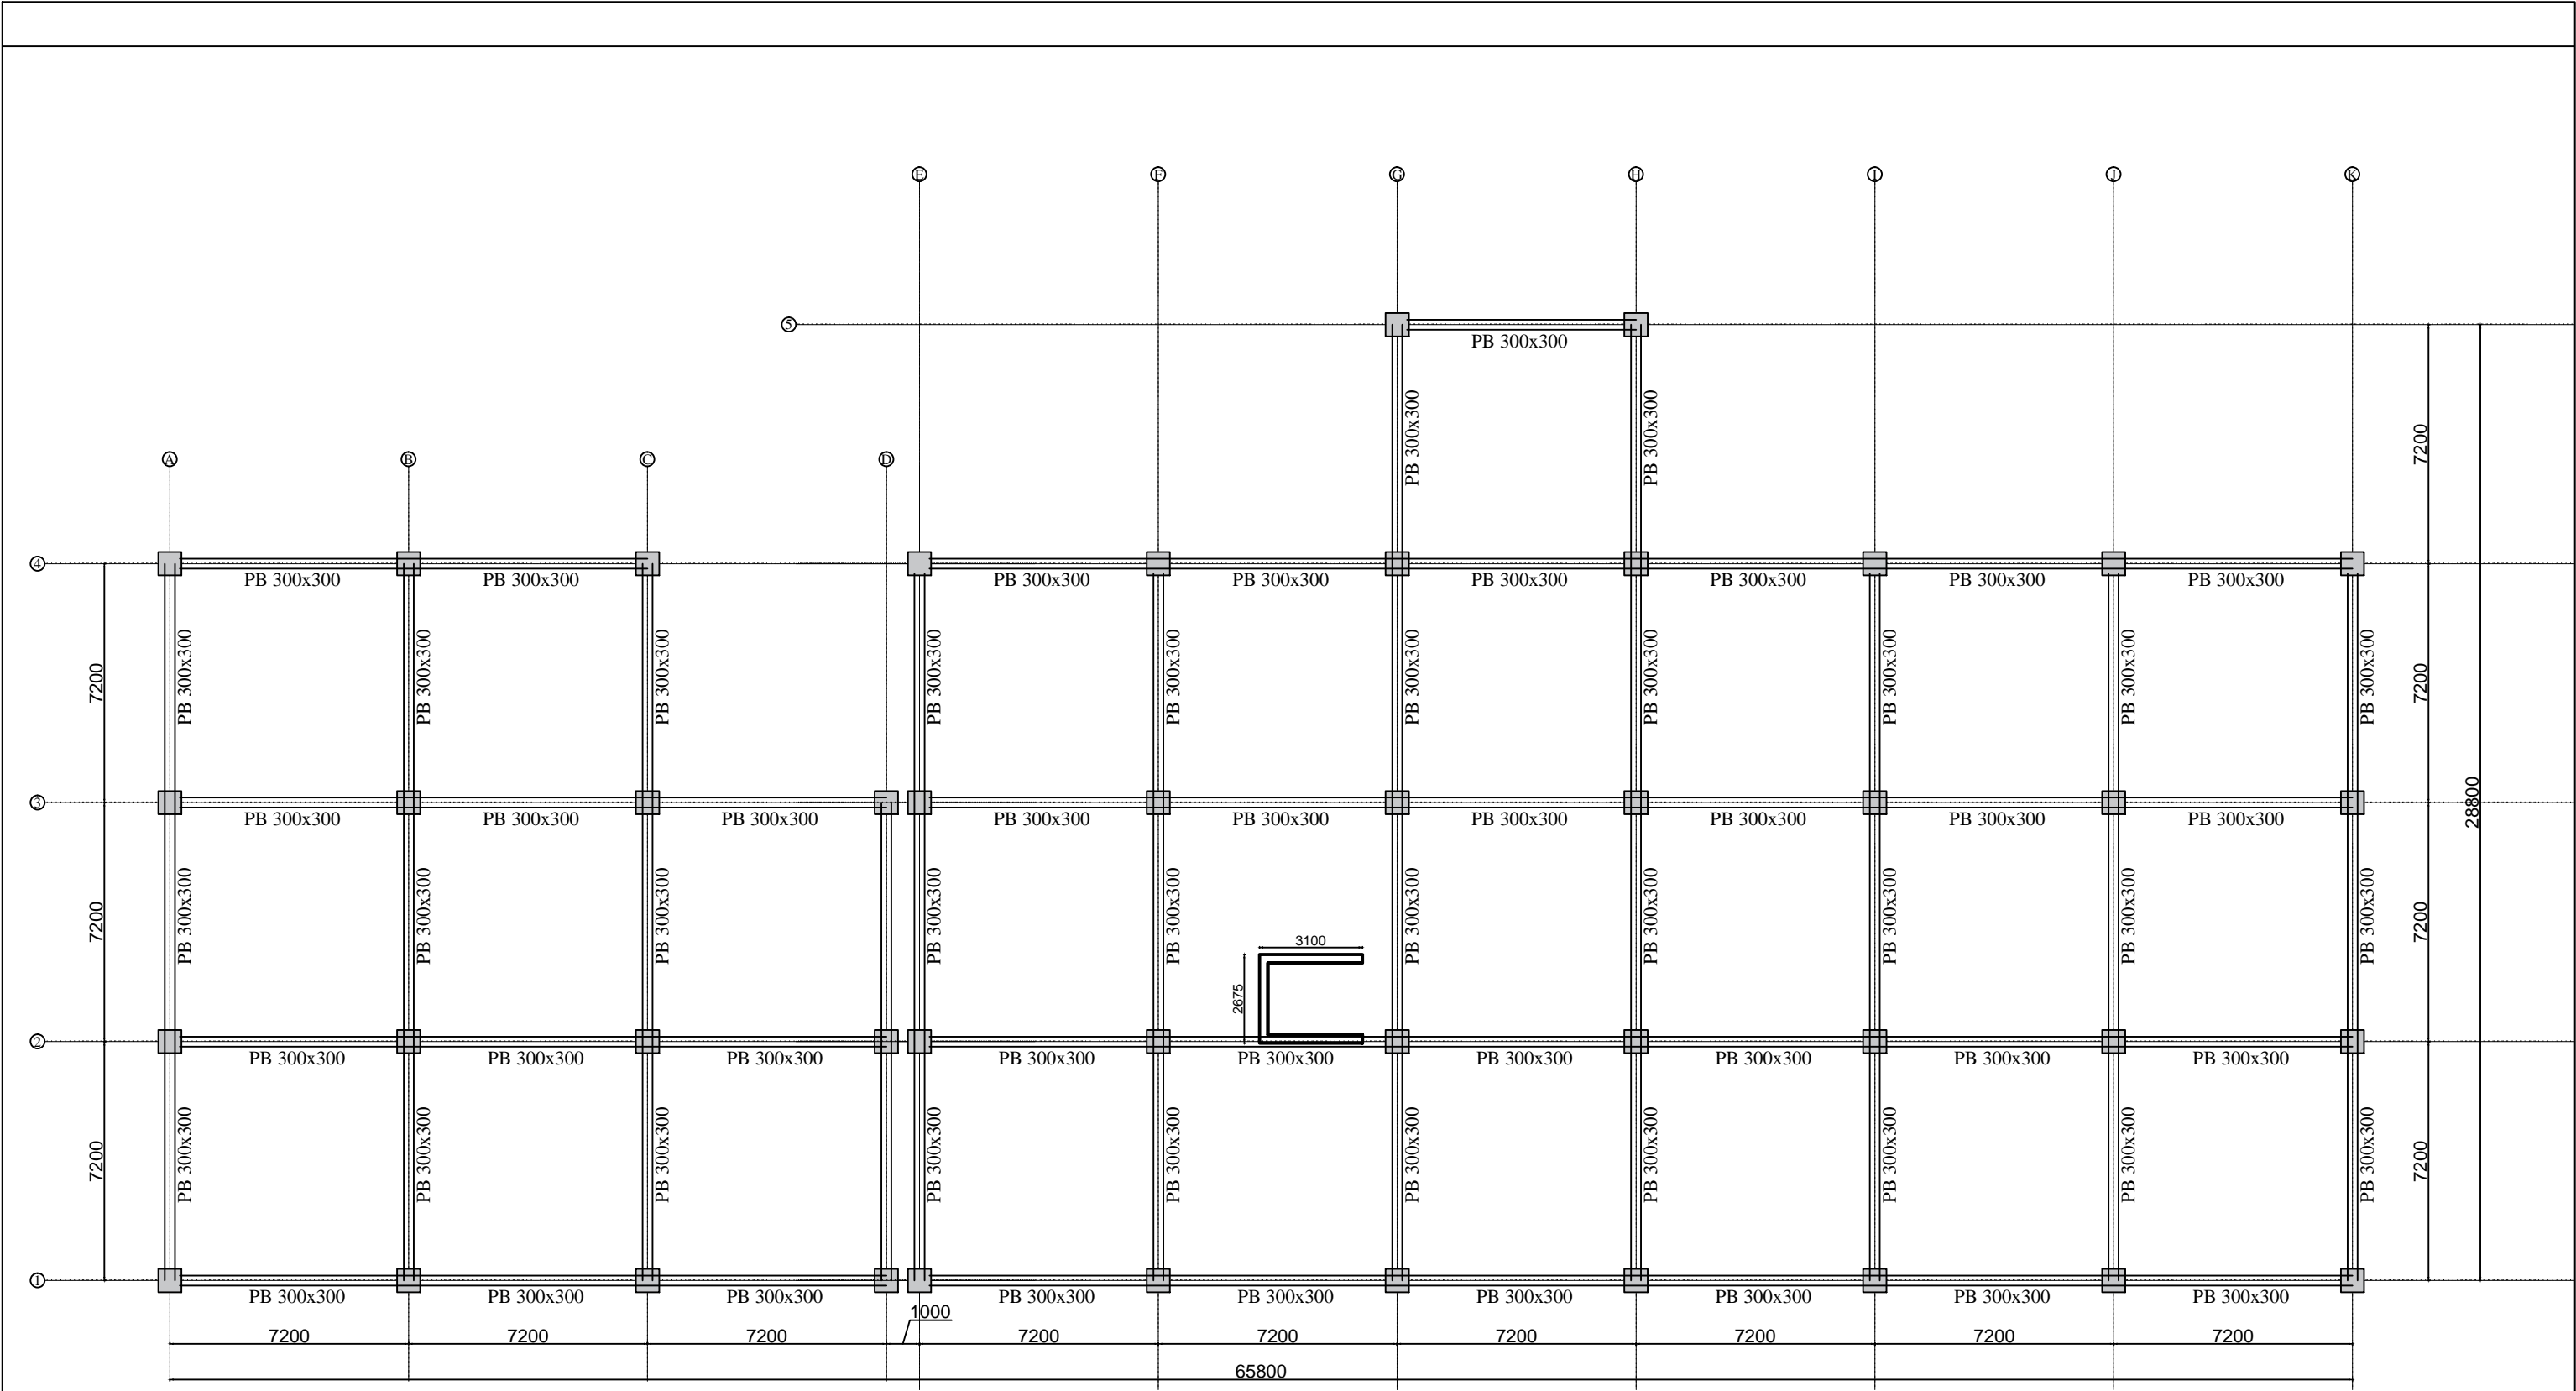 E F G H I J K
5
PB 300x300
PB 300x300 PB 300x300
7200
A B C D
4
PB 300x300 PB 300x300 PB 300x300 PB 300x300 PB 300x300 PB 300x300 PB 300x300 PB 300x300
7200 PB 300x300 PB 300x300 PB 300x300 PB 300x300 PB 300x300 PB 300x300 PB 300x300 PB 300x300 PB 300x300 PB 300x300 7200
3
28800
PB 300x300 PB 300x300 PB 300x300 PB 300x300 PB 300x300 PB 300x300 PB 300x300 PB 300x300 PB 300x300
7200 PB 300x300 PB 300x300 PB 300x300 PB 300x300 PB 300x300 PB 300x300 PB 300x300 PB 300x300 PB 300x300 PB 300x300 7200
3100
2675
2
PB 300x300 PB 300x300 PB 300x300 PB 300x300 PB 300x300 PB 300x300 PB 300x300 PB 300x300 PB 300x300
7200 PB 300x300 PB 300x300 PB 300x300 PB 300x300 PB 300x300 PB 300x300 PB 300x300 PB 300x300 PB 300x300 PB 300x300 7200
1
PB 300x300 PB 300x300 PB 300x300 PB 300x300 PB 300x300 PB 300x300 PB 300x300 PB 300x300 PB 300x300
1000
7200 7200 7200 7200 7200 7200 7200 7200 7200
65800